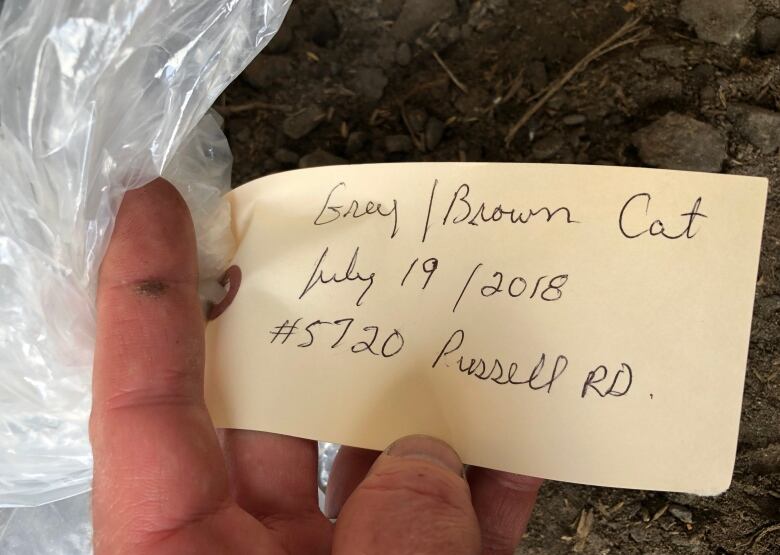 Grey / Brown Cat
July 19 / 2018
#5720 Russell RD.